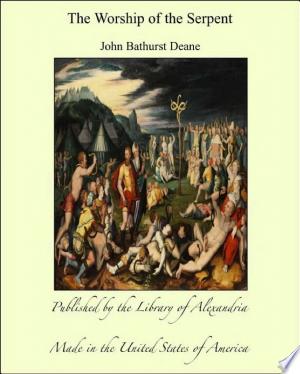 The Worship of the Serpent
John Bathurst Deane
Published by the Library of Alexandria
Made in the United States of America